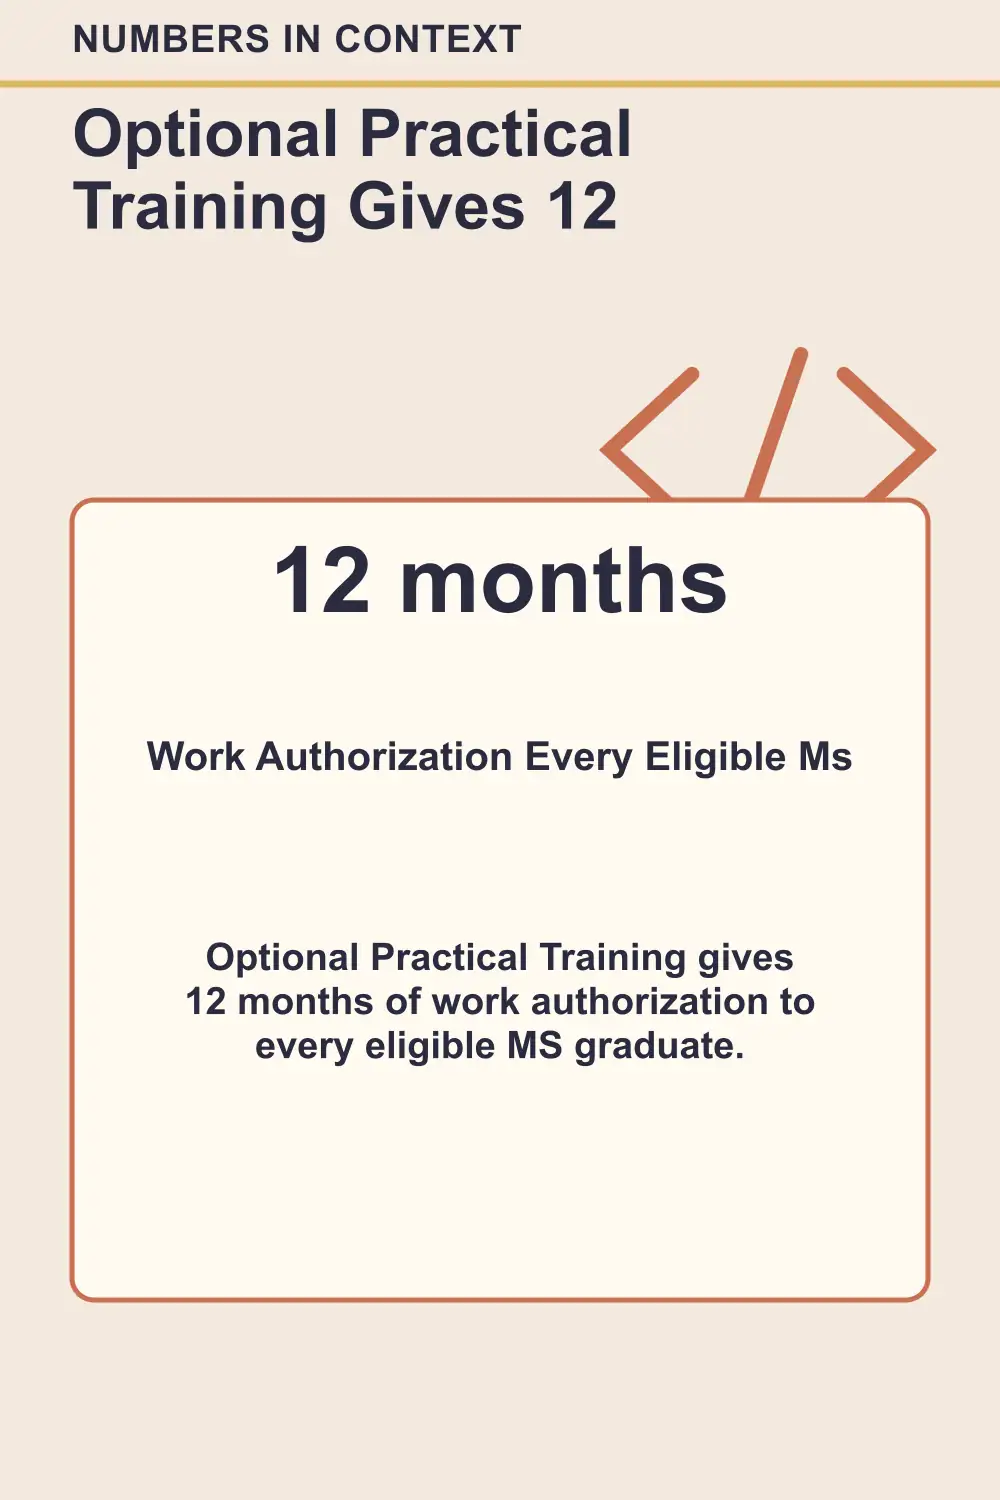 NUMBERS IN CONTEXT
Optional Practical
Training Gives 12
12 months
Work Authorization Every Eligible Ms
Optional Practical Training gives
12 months of work authorization to
every eligible MS graduate.